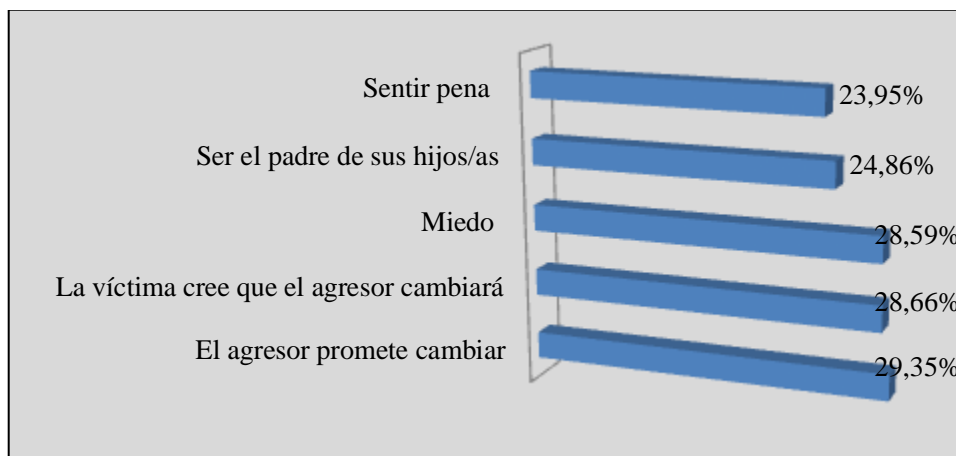 Sentir pena 23,95%
Ser el padre de sus hijos/as 24,86%
Miedo 28,59%
La víctima cree que el agresor cambiará 28,66%
El agresor promete cambiar 29,35%